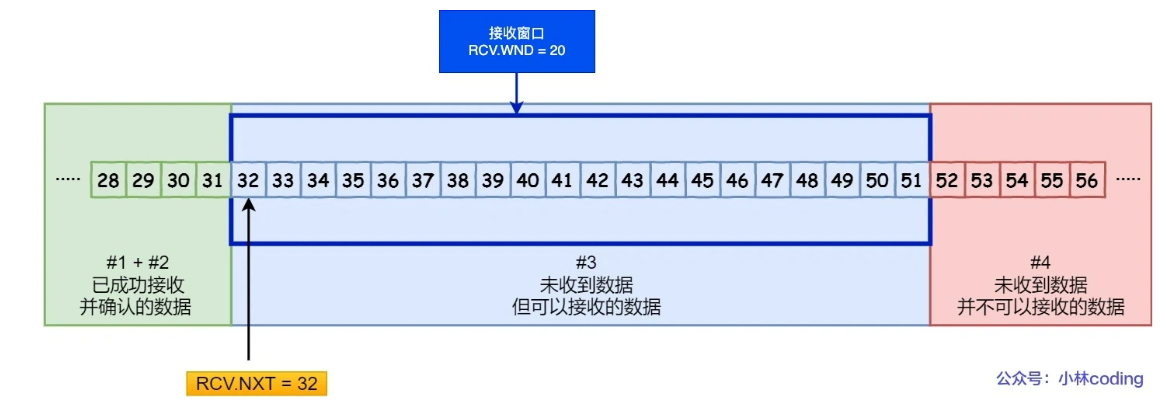 接收窗口
RCV.WND = 20
..... 28 29 30 31 32 33 34 35 36 37 38 39 40 41 42 43 44 45 46 47 48 49 50 51 52 53 54 55 56 .....
#1 + #2
已成功接收
并确认的数据
#3
未收到数据
但可以接收的数据
#4
未收到数据
并不可以接收的数据
RCV.NXT = 32
公众号：小林coding